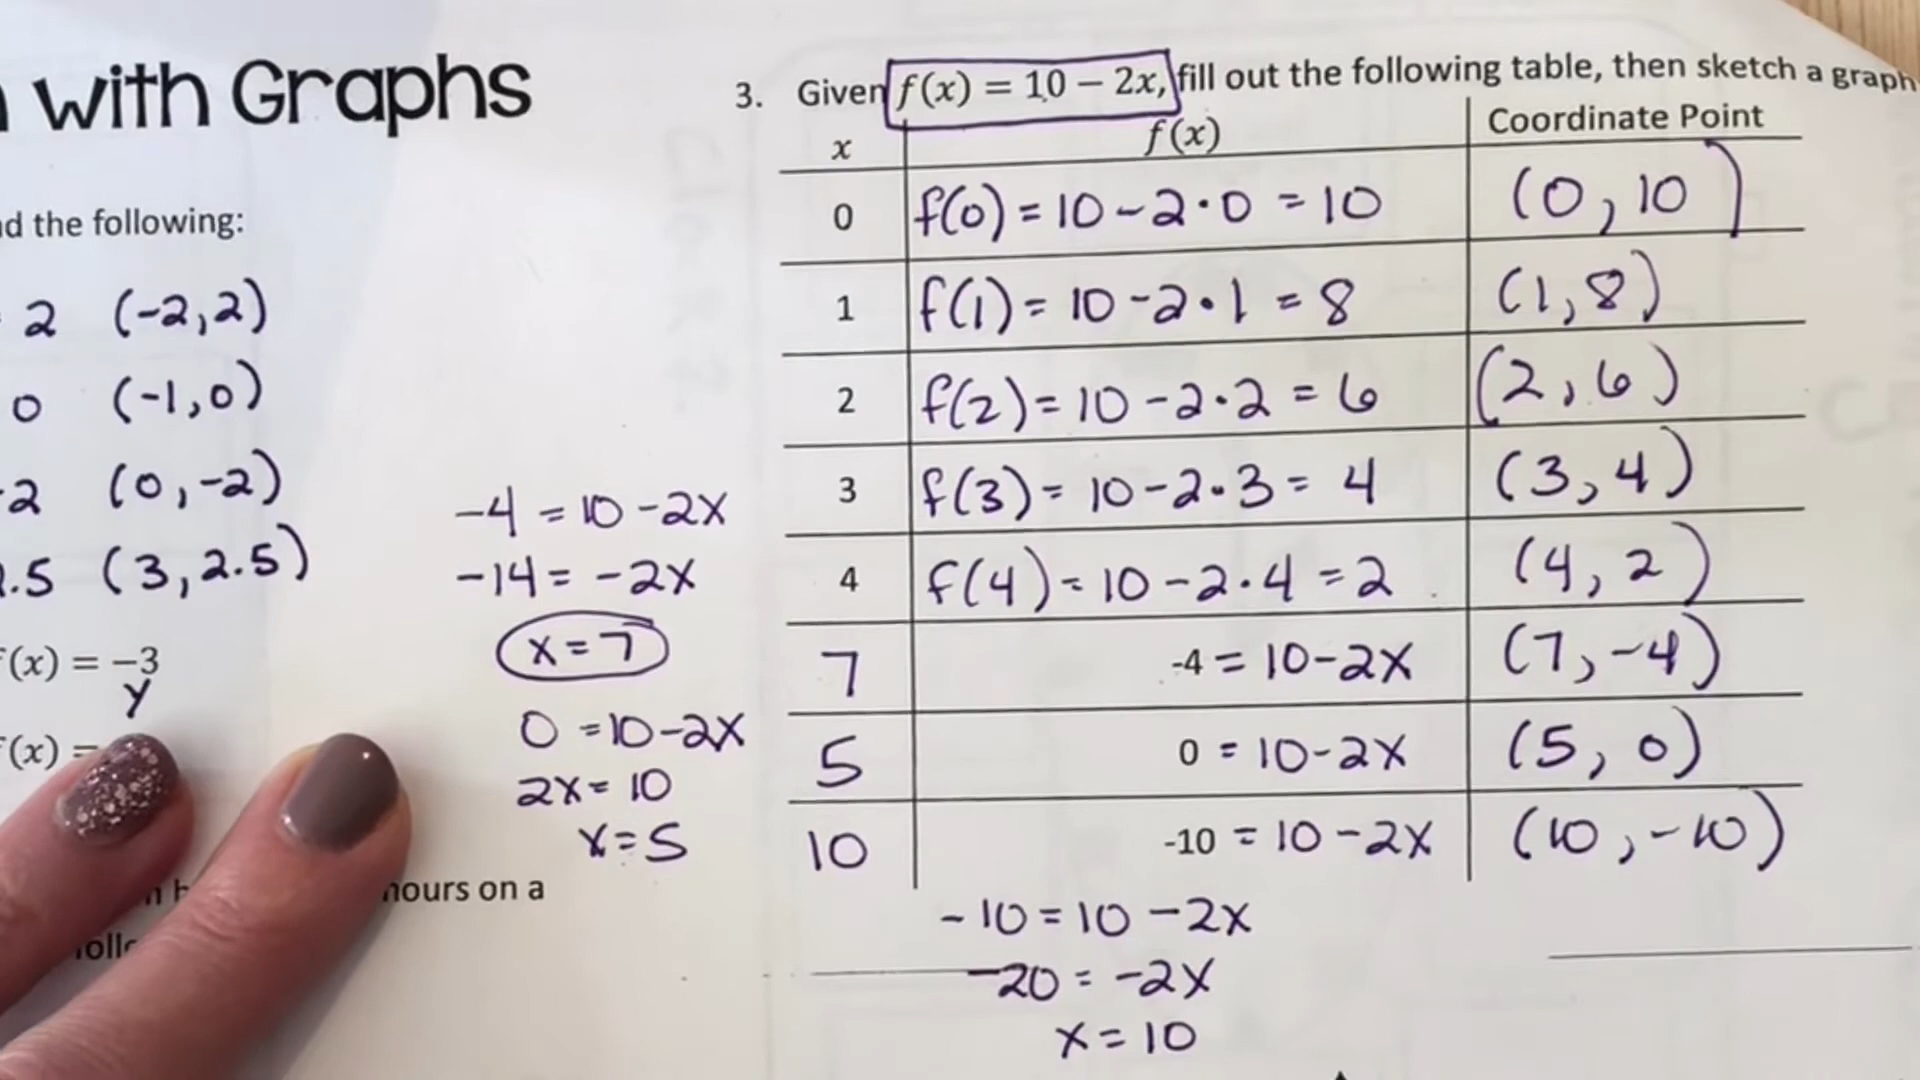 with Graphs
d the following:
2 (-2,2)
0 (-1,0)
-2 (0,-2)
.5 (3,2.5)
(x) = -3
y
(x) =
hours on a
-4 = 10-2x
-14 = -2x
x = 7
0 = 10-2x
2x = 10
x = 5
3. Given f(x) = 10 − 2x, fill out the following table, then sketch a graph
x f(x) Coordinate Point
0 f(0) = 10-2·0 = 10 (0,10)
1 f(1) = 10-2·1 = 8 (1,8)
2 f(2) = 10-2·2 = 6 (2,6)
3 f(3) = 10-2·3 = 4 (3,4)
4 f(4) = 10-2·4 = 2 (4,2)
7 -4 = 10-2x (7,-4)
5 0 = 10-2x (5,0)
10 -10 = 10-2x (10,-10)
-10 = 10-2x
-20 = -2x
x = 10